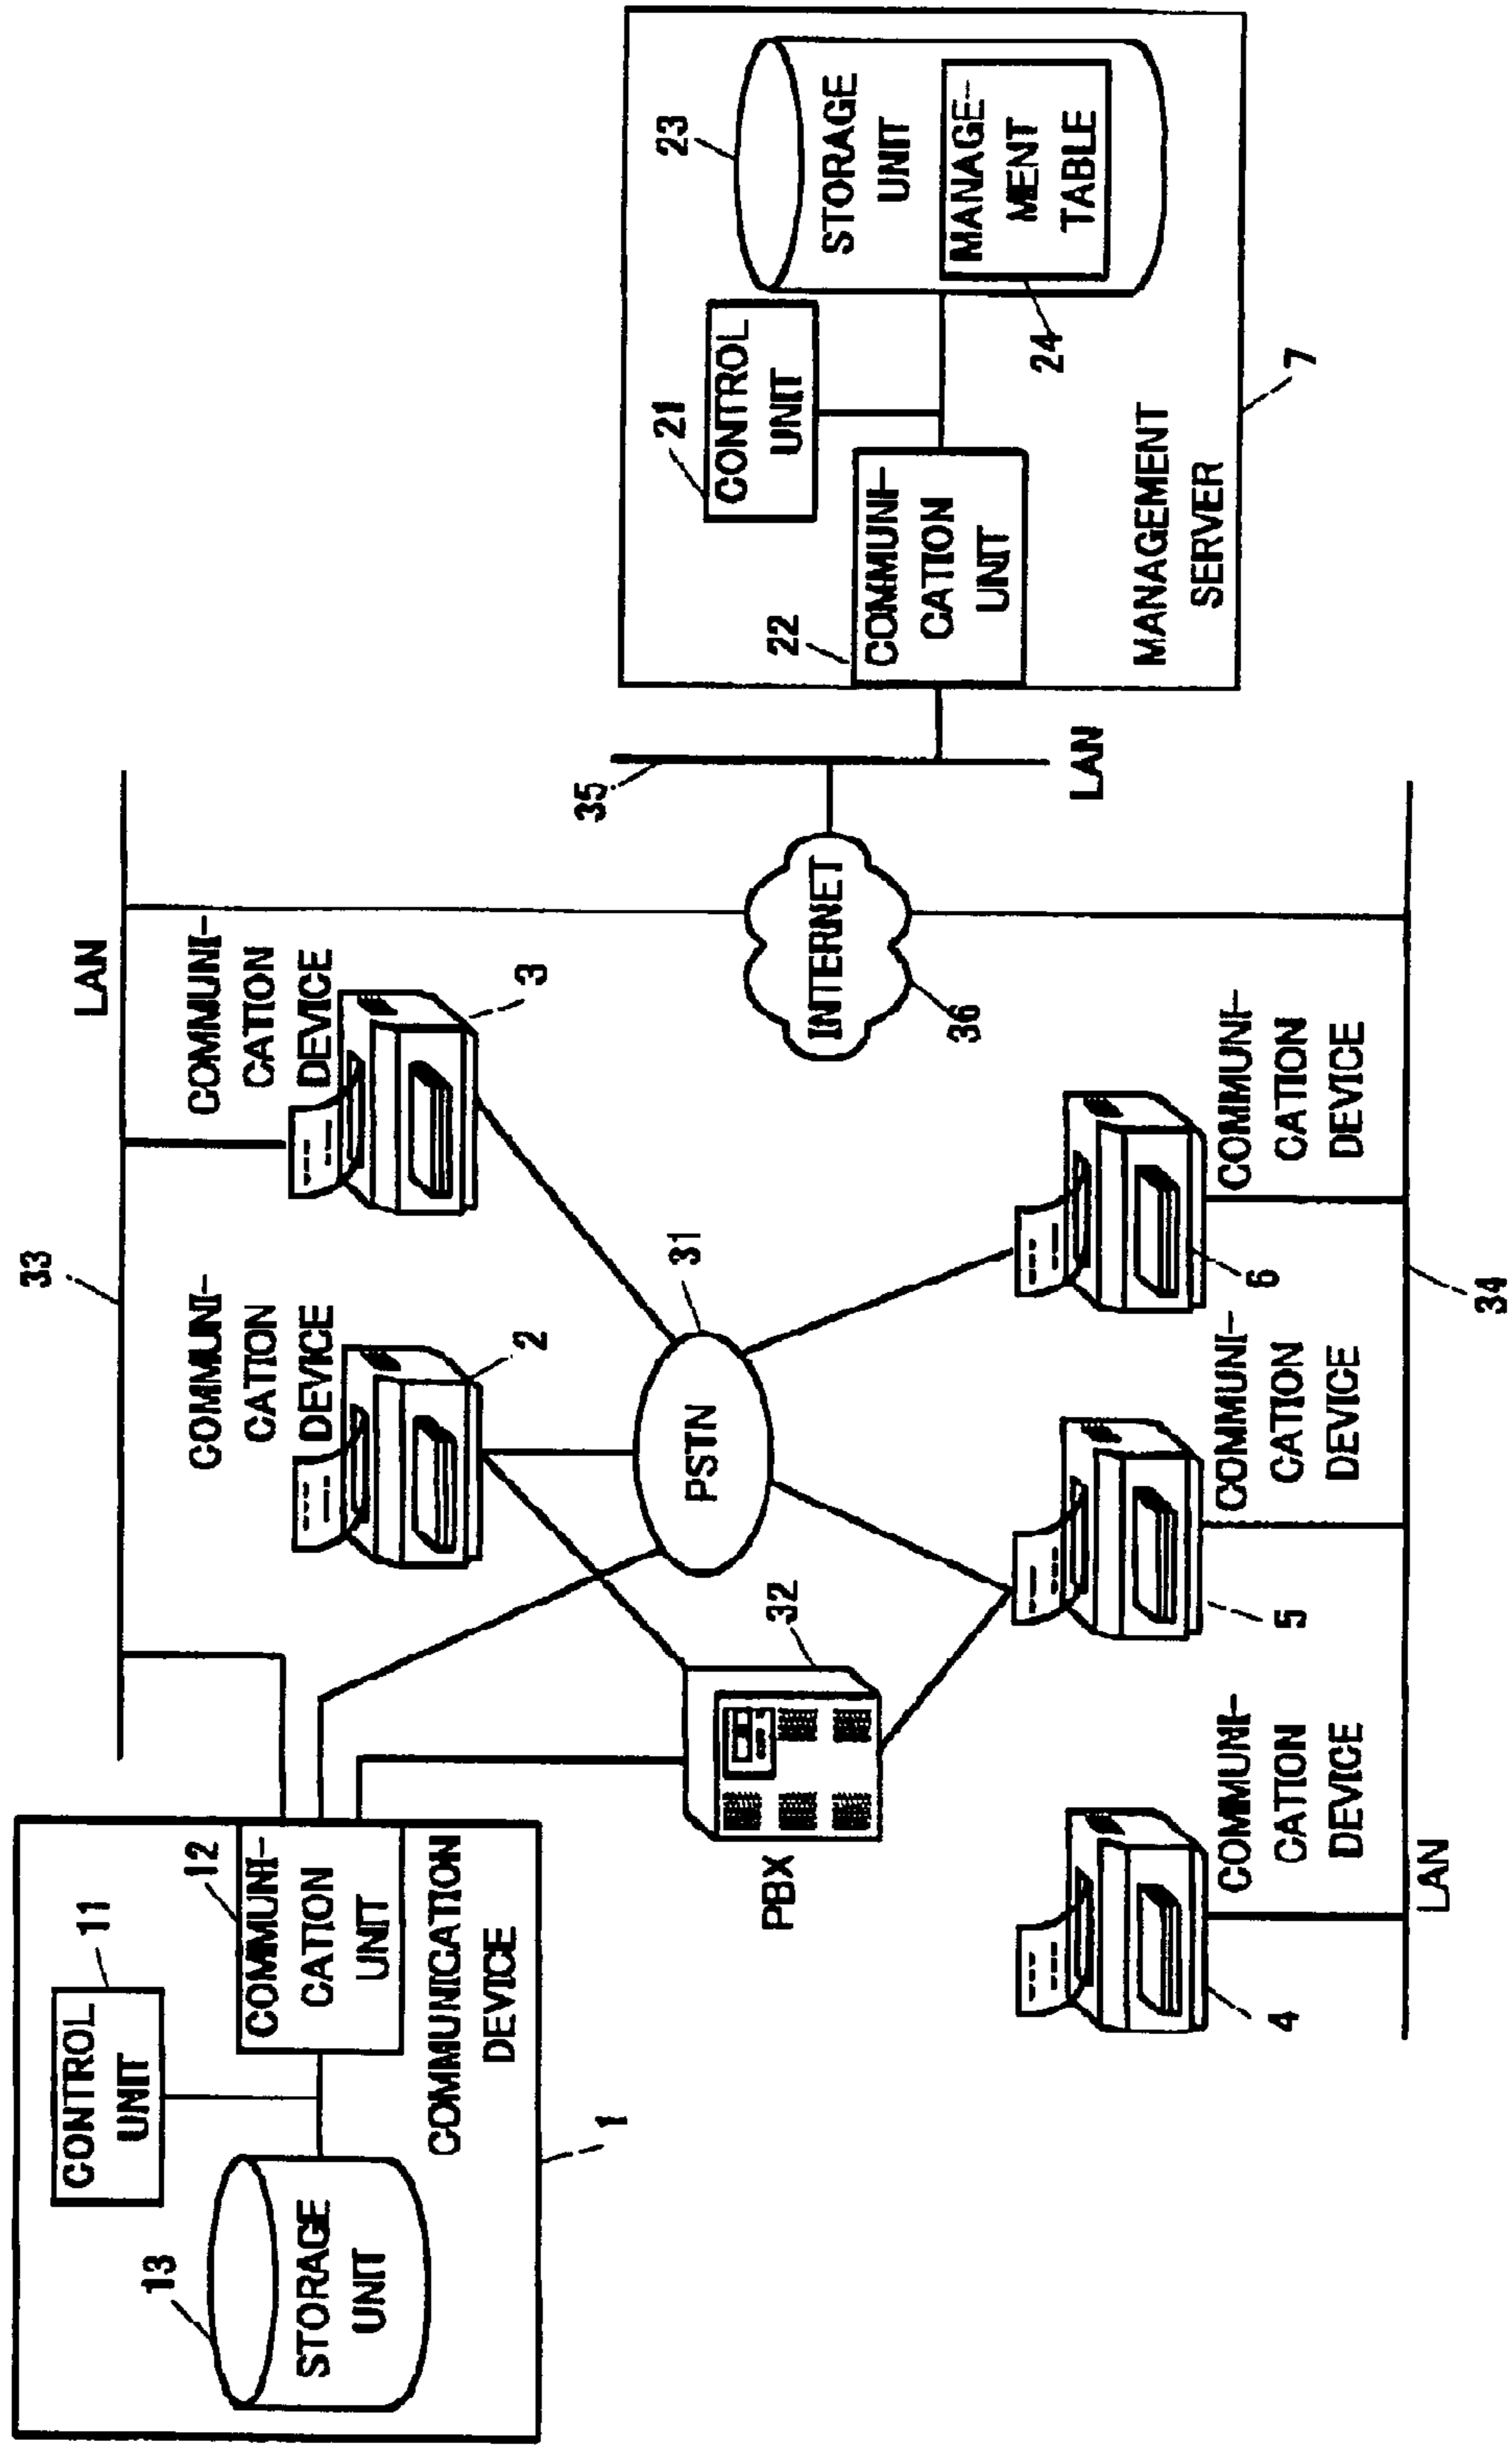 1
CONTROL
UNIT
11
13
STORAGE
UNIT
12
COMMUNI-
CATION
UNIT
COMMUNICATION
DEVICE
33
LAN
COMMUNI-
CATION
DEVICE
2
COMMUNI-
CATION
DEVICE
3
PSTN
31
PBX
32
INTERNET
36
4
COMMUNI-
CATION
DEVICE
5
COMMUNI-
CATION
DEVICE
6
COMMUNI-
CATION
DEVICE
LAN
34
35
LAN
21
CONTROL
UNIT
22
COMMUNI-
CATION
UNIT
23
STORAGE
UNIT
MANAGE-
MENT
TABLE
24
MANAGEMENT
SERVER
7